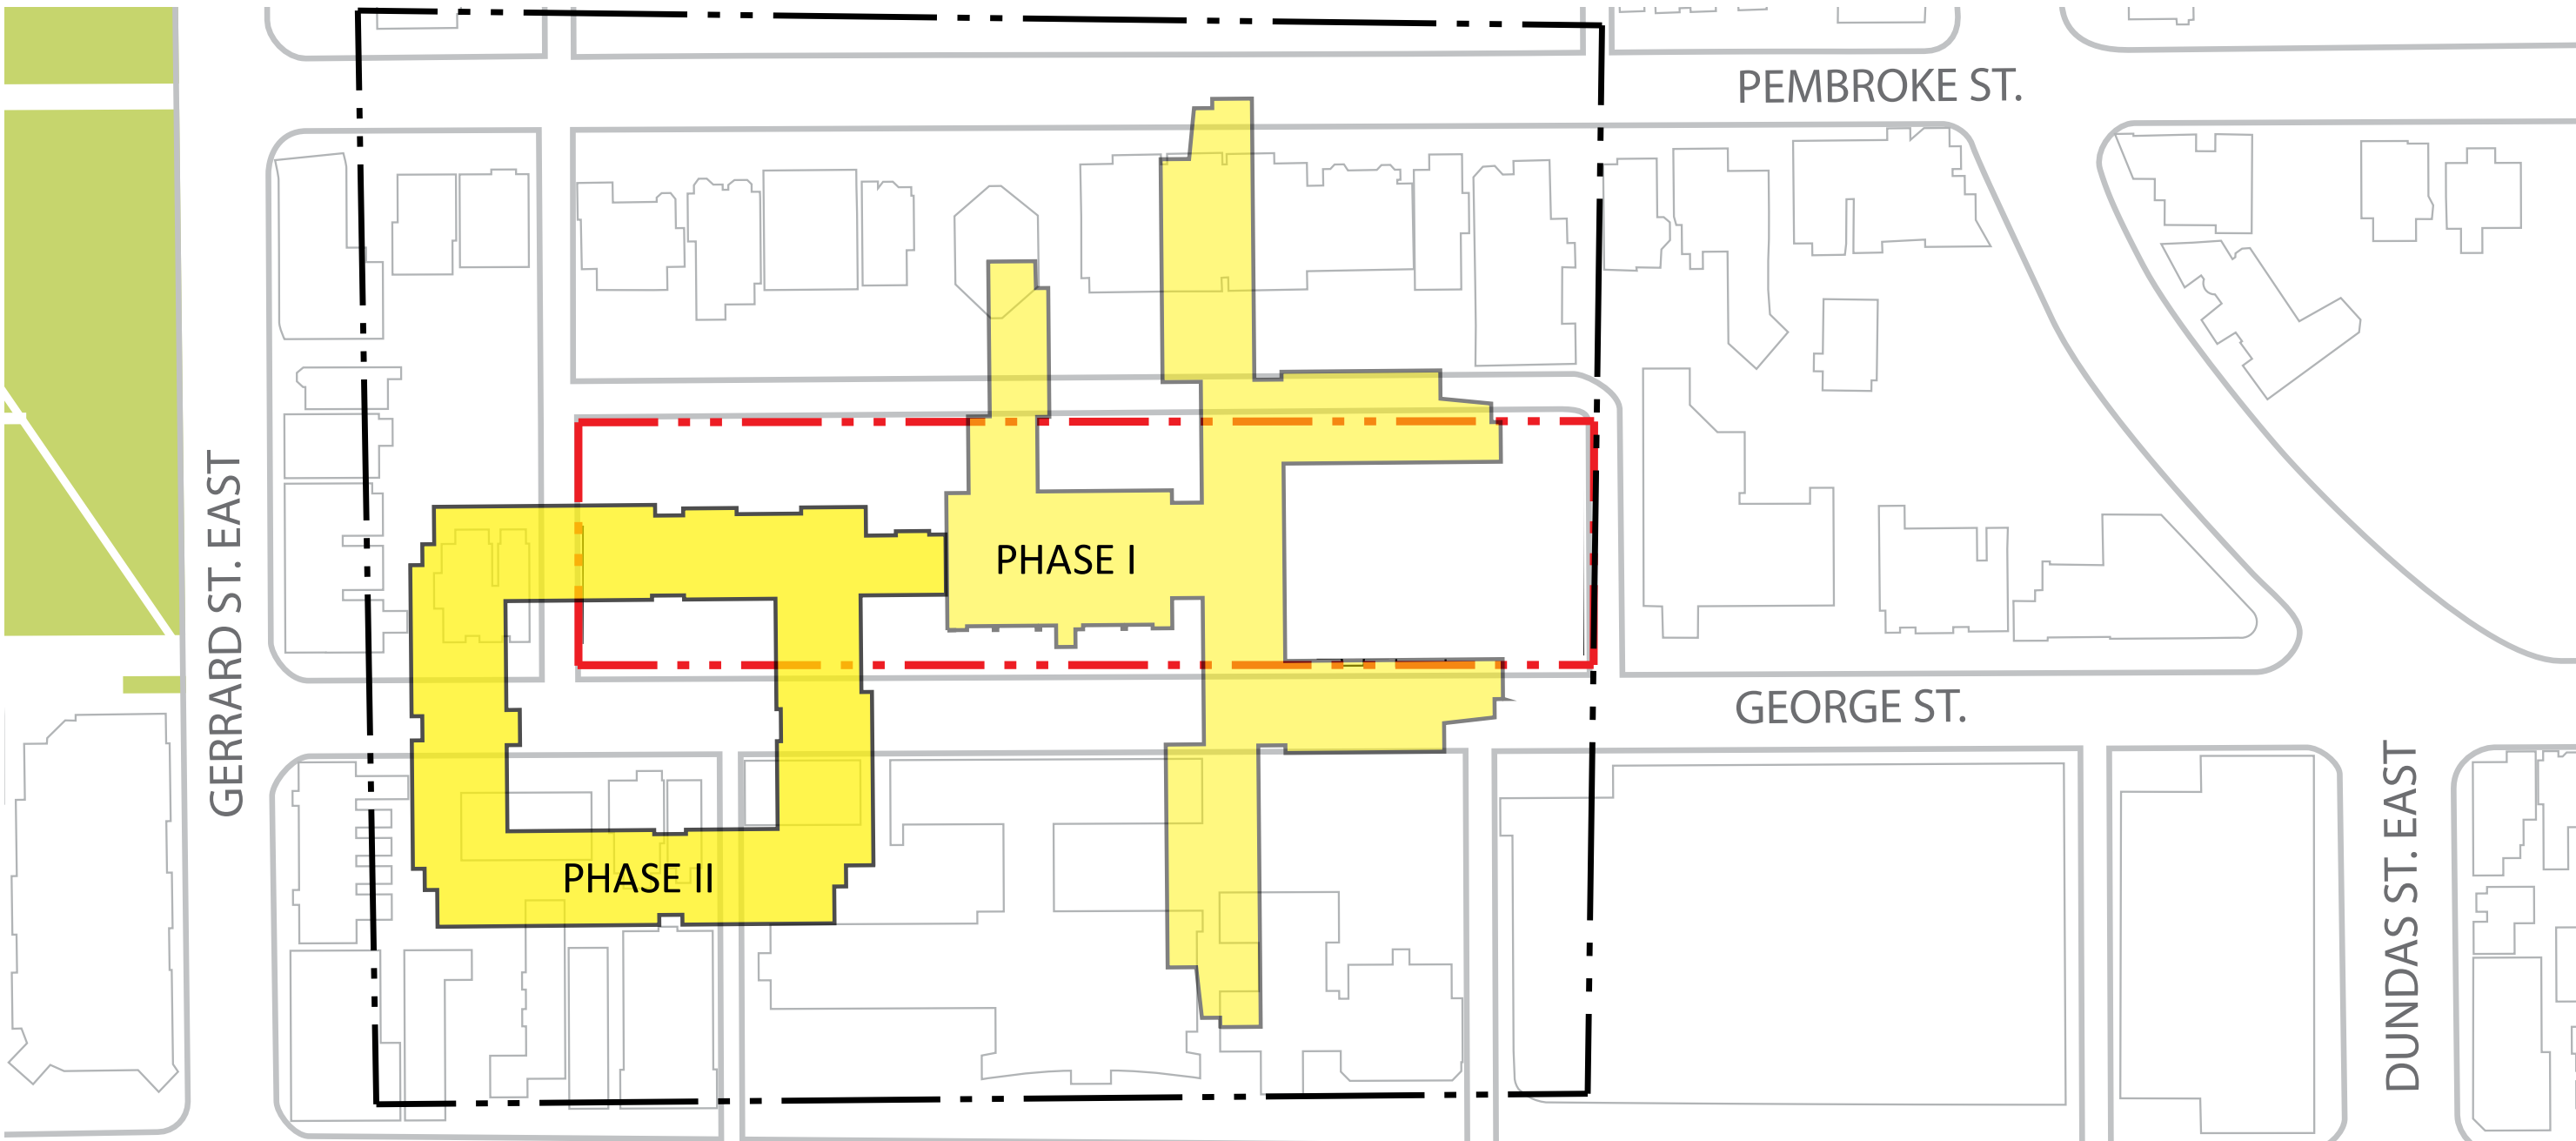 PEMBROKE ST.
GERRARD ST. EAST
PHASE I
GEORGE ST.
PHASE II
DUNDAS ST. EAST